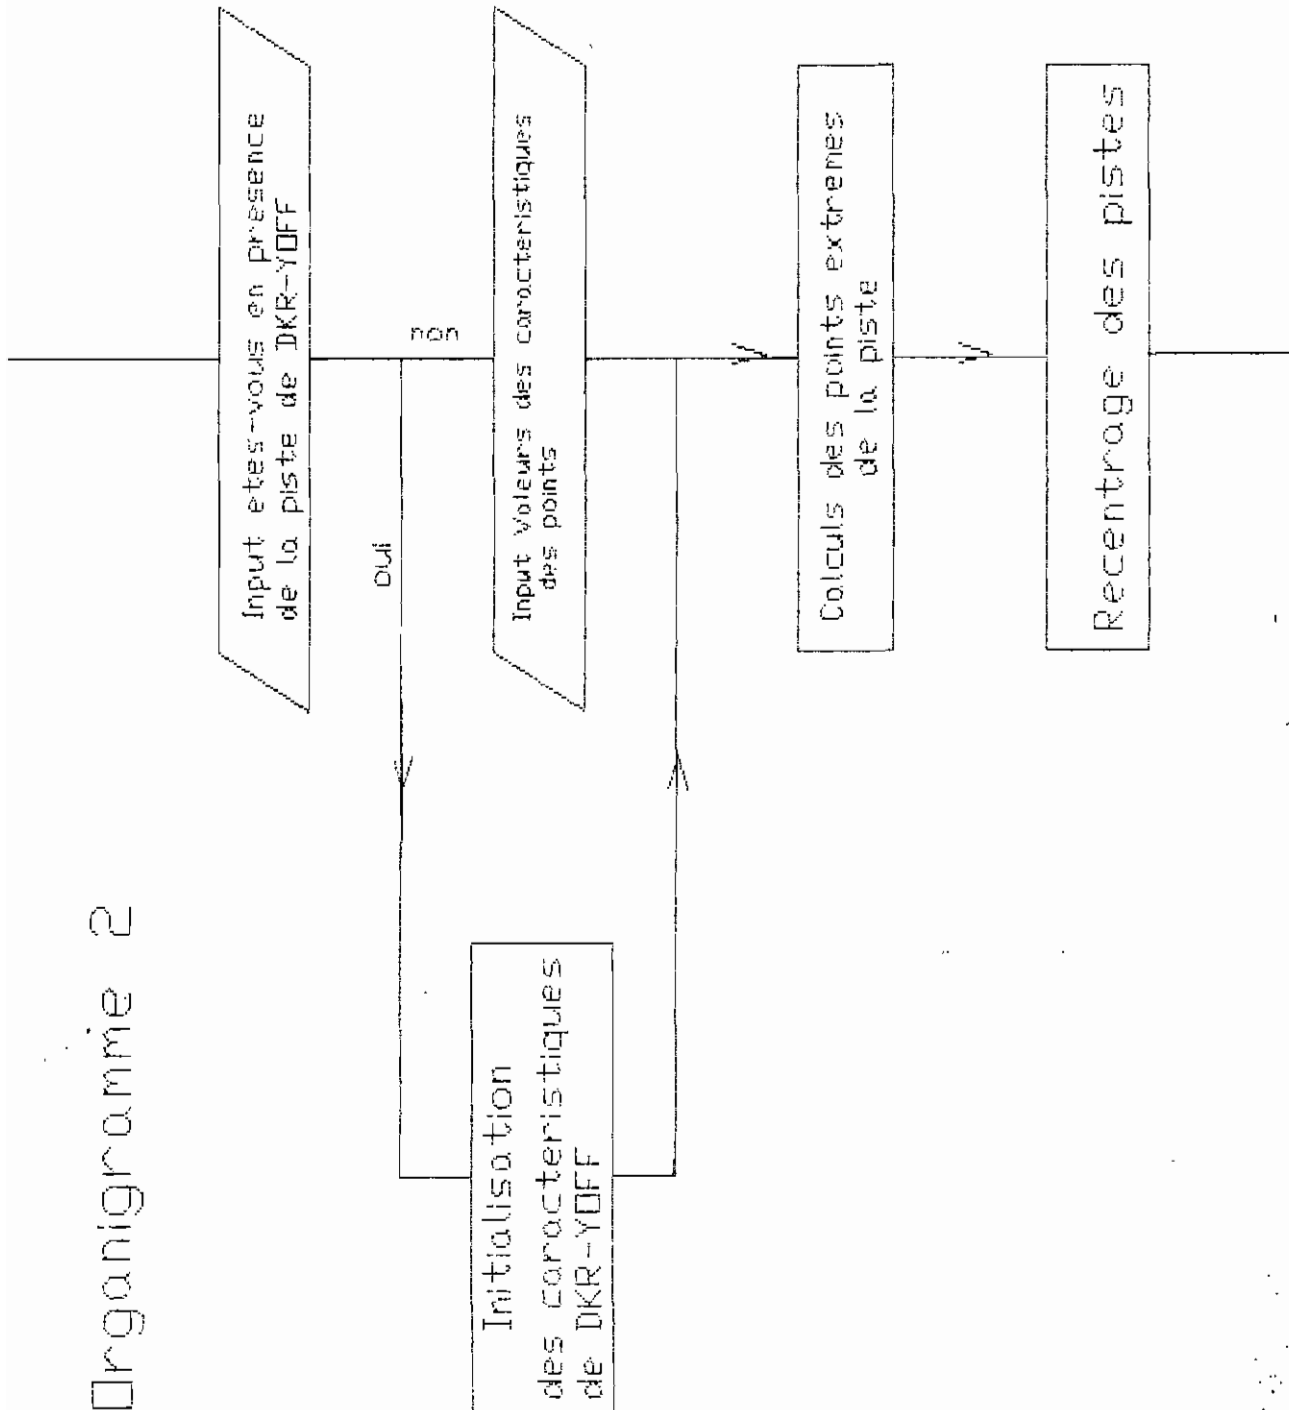 Organigramme 2
Input etes-vous en presence
de la piste de DKR-YOFF
non
oui
Input Valeurs des caracteristiques
des points
Initialisation
des caracteristiques
de DKR-YOFF
Calculs des points extremes
de la piste
Recentrage des pistes